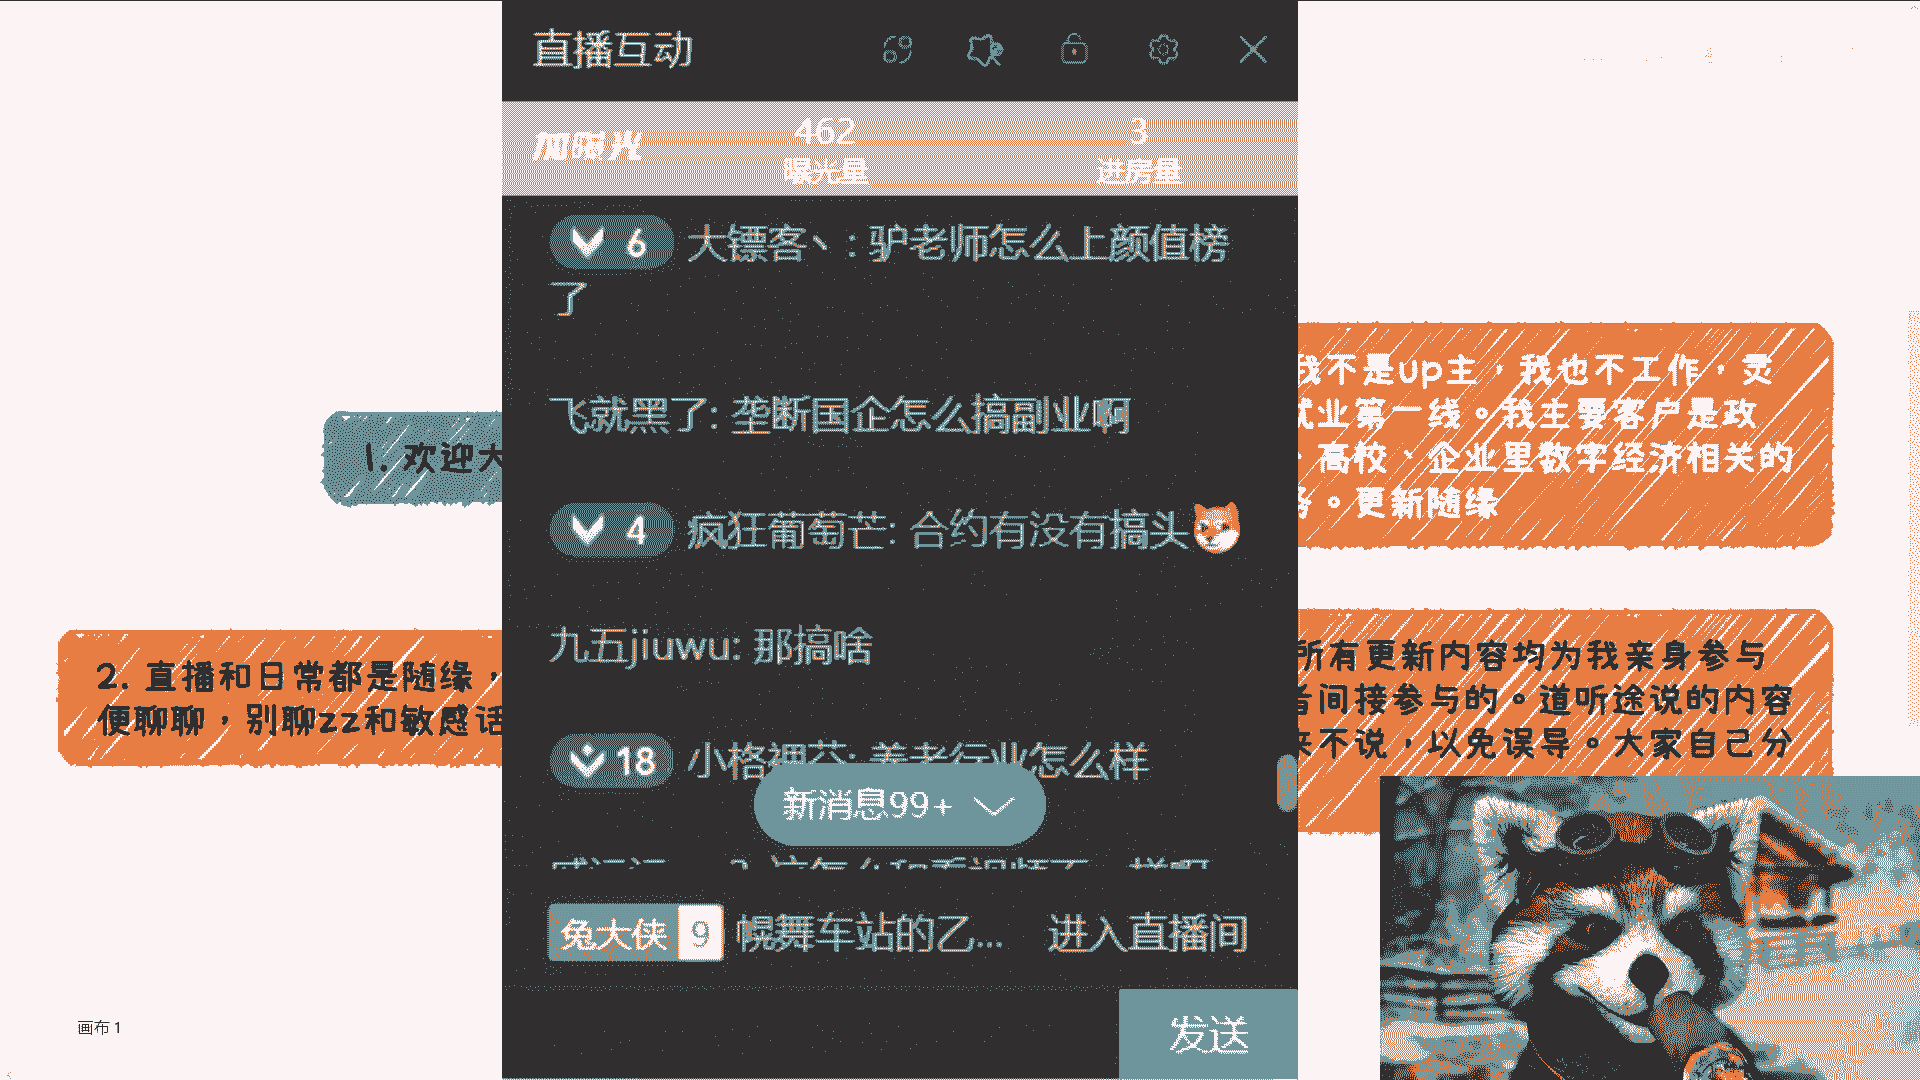 直播互动
加曝光
462
曝光量
3
进房量
6 大镖客丶: 驴老师怎么上颜值榜
了
飞就黑了: 垄断国企怎么搞副业啊
4 疯狂葡萄芒: 合约有没有搞头
九五jiuwu: 那搞啥
18 小格裡
养老行业怎么样
新消息99+
兔大侠 9 幌舞车站的乙... 进入直播间
发送
1. 欢迎大
2. 直播和日常都是随缘，
便聊聊，别聊zz和敏感话
我不是up主，我也不工作，灵
就业第一线。我主要客户是政
、高校、企业里数字经济相关的
务。更新随缘
所有更新内容均为我亲身参与
者间接参与的。道听途说的内容
来不说，以免误导。大家自己分
画布 1